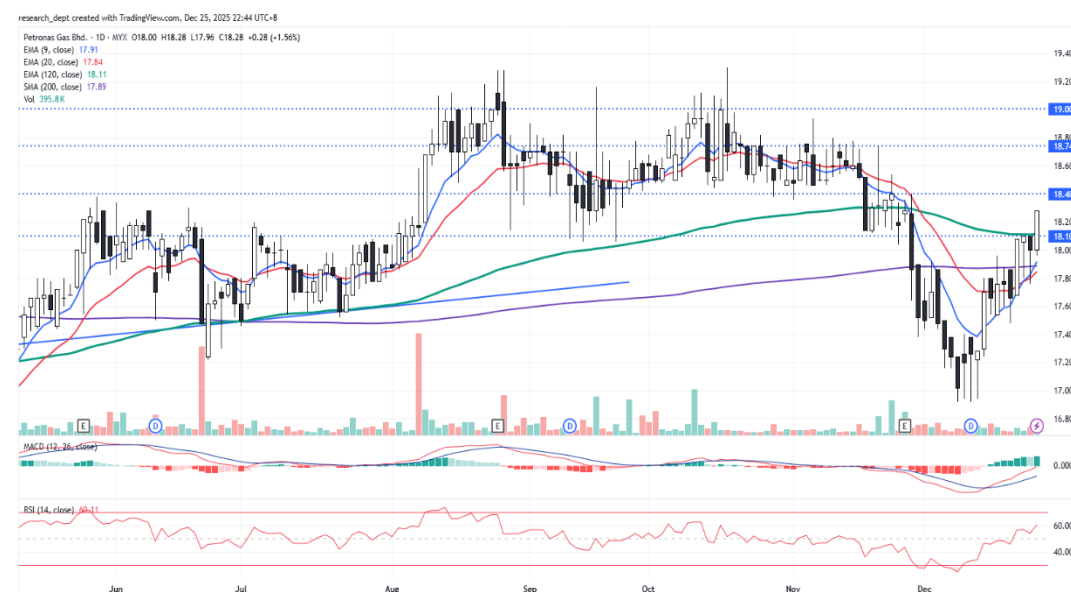 research_dept created with TradingView.com, Dec 25, 2025 22:44 UTC+8
Petronas Gas Bhd. · 1D · MYX O18.00 H18.28 L17.96 C18.28 +0.28 (+1.56%)
EMA (9, close) 17.91
EMA (20, close) 17.84
EMA (120, close) 18.11
SMA (200, close) 17.89
Vol 395.8K
19.40
19.20
19.00
18.80
18.74
18.60
18.40
18.20
18.10
18.00
17.80
17.60
17.40
17.20
17.00
16.80
E D E D E D
MACD (12, 26, close)
0.000
RSI (14, close) 60.11
60.00
40.00
Jun Jul Aug Sep Oct Nov Dec